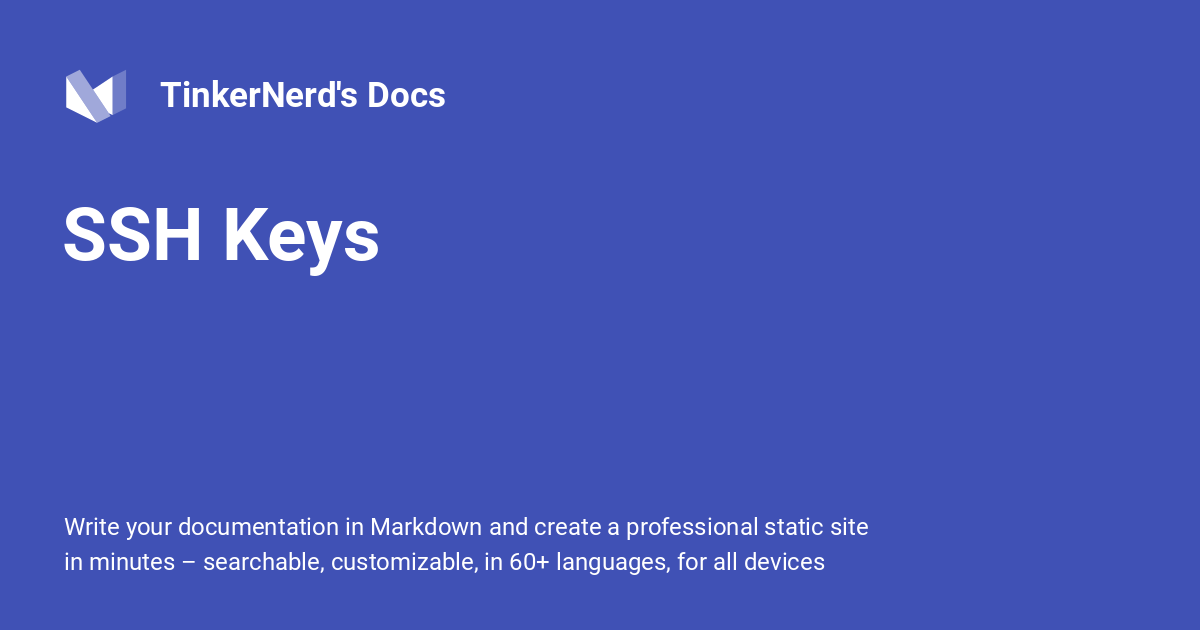 TinkerNerd's Docs
SSH Keys
Write your documentation in Markdown and create a professional static site
in minutes – searchable, customizable, in 60+ languages, for all devices